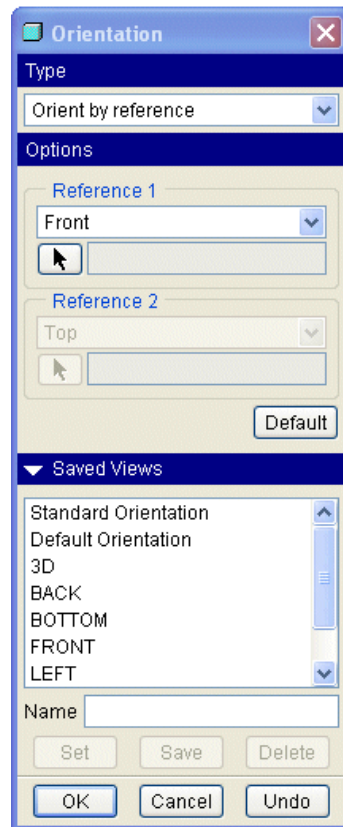 Orientation
Type
Orient by reference
Options
Reference 1
Front
Reference 2
Top
Default
Saved Views
Standard Orientation
Default Orientation
3D
BACK
BOTTOM
FRONT
LEFT
Name
Set Save Delete
OK Cancel Undo